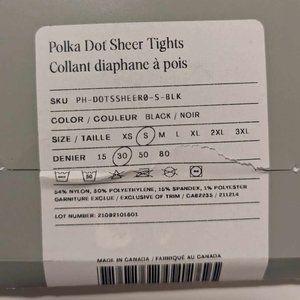 Polka Dot Sheer Tights
Collant diaphane à pois
SKU PH-DOTSSHEER0-S-BLK
COLOR / COULEUR BLACK / NOIR
SIZE / TAILLE XS S M L XL 2XL 3XL
DENIER 15 30 50 80
54% NYLON, 30% POLYETHYLENE, 15% SPANDEX, 1% POLYESTER
GARNITURE EXCLUE / EXCLUSIVE OF TRIM / CA62235 / 211214
LOT NUMBER: 21092101801
MADE IN CANADA / FABRIQUÉ AU CANADA